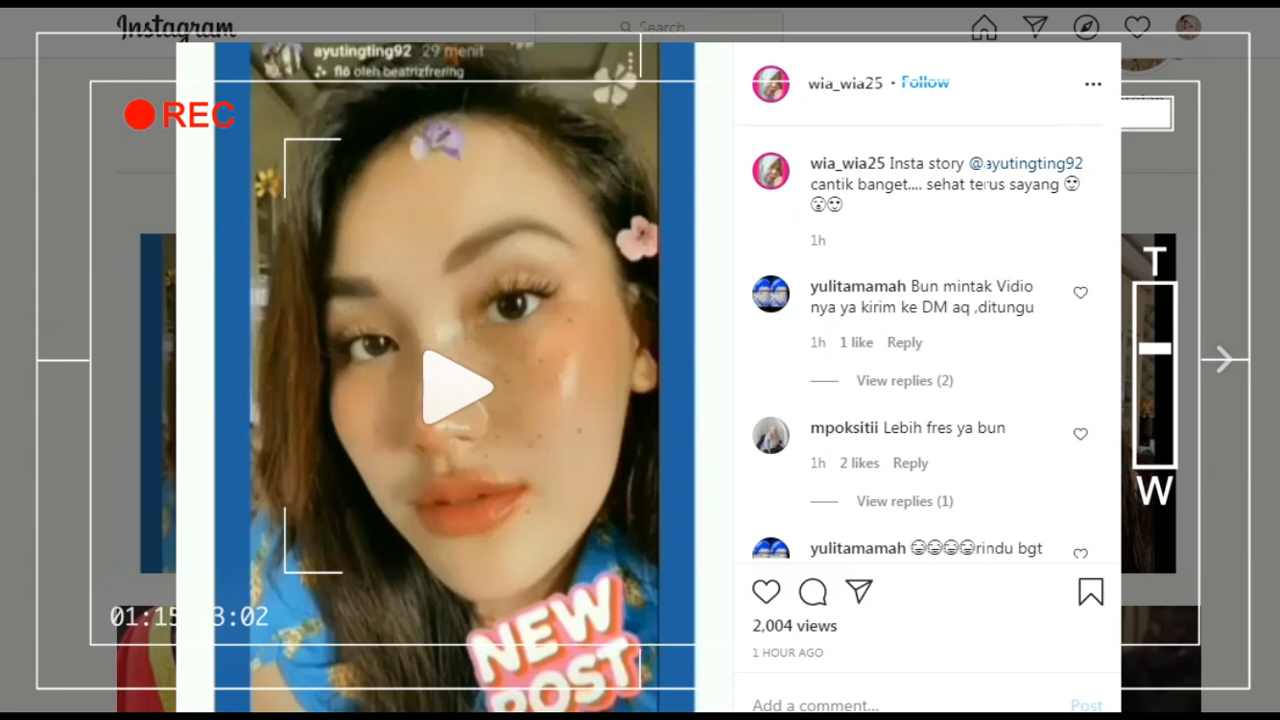 Instagram
Search
ayutingting92 29 menit
flö oleh beatrizfrering
REC
wia_wia25 • Follow
wia_wia25 Insta story @ayutingting92
cantik banget.... sehat terus sayang
1h
yulitamamah Bun mintak Vidio
nya ya kirim ke DM aq ,ditungu
1h 1 like Reply
View replies (2)
mpoksitii Lebih fres ya bun
1h 2 likes Reply
View replies (1)
yulitamamah rindu bgt
T
W
NEW
POST
2,004 views
1 HOUR AGO
Add a comment... Post